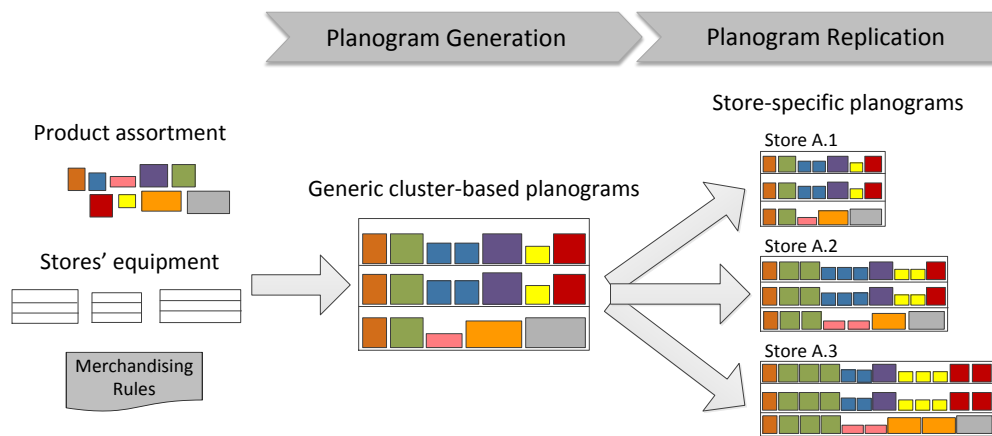 Planogram Generation
Planogram Replication
Product assortment
Stores’ equipment
Merchandising
Rules
Generic cluster-based planograms
Store-specific planograms
Store A.1
Store A.2
Store A.3